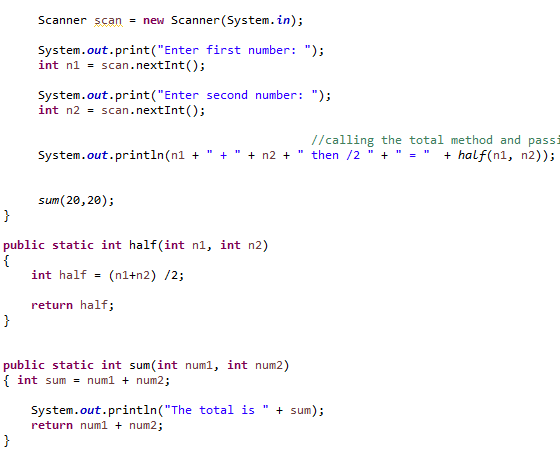 Scanner scan = new Scanner(System.in);
System.out.print("Enter first number: ");
int n1 = scan.nextInt();
System.out.print("Enter second number: ");
int n2 = scan.nextInt();
//calling the total method and passi
System.out.println(n1 + " + " + n2 + " then /2 " + " = "  + half(n1, n2));
sum(20,20);
}
public static int half(int n1, int n2)
{
int half = (n1+n2) /2;
return half;
}
public static int sum(int num1, int num2)
{ int sum = num1 + num2;
System.out.println("The total is " + sum);
return num1 + num2;
}